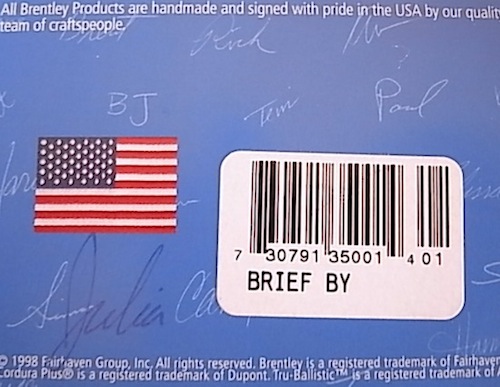 All Brentley Products are handmade and signed with pride in the USA by our
team of craftspeople.
Rick
BJ Terri Paul
7 30791 35001 4 01
BRIEF BY
Julia
© 1998 Fairhaven Group, Inc. All rights reserved. Brentley is a registered trademark of Fairhaven
Cordura Plus® is a registered trademark of Dupont. Tru-Ballistic™ is a registered trademark of